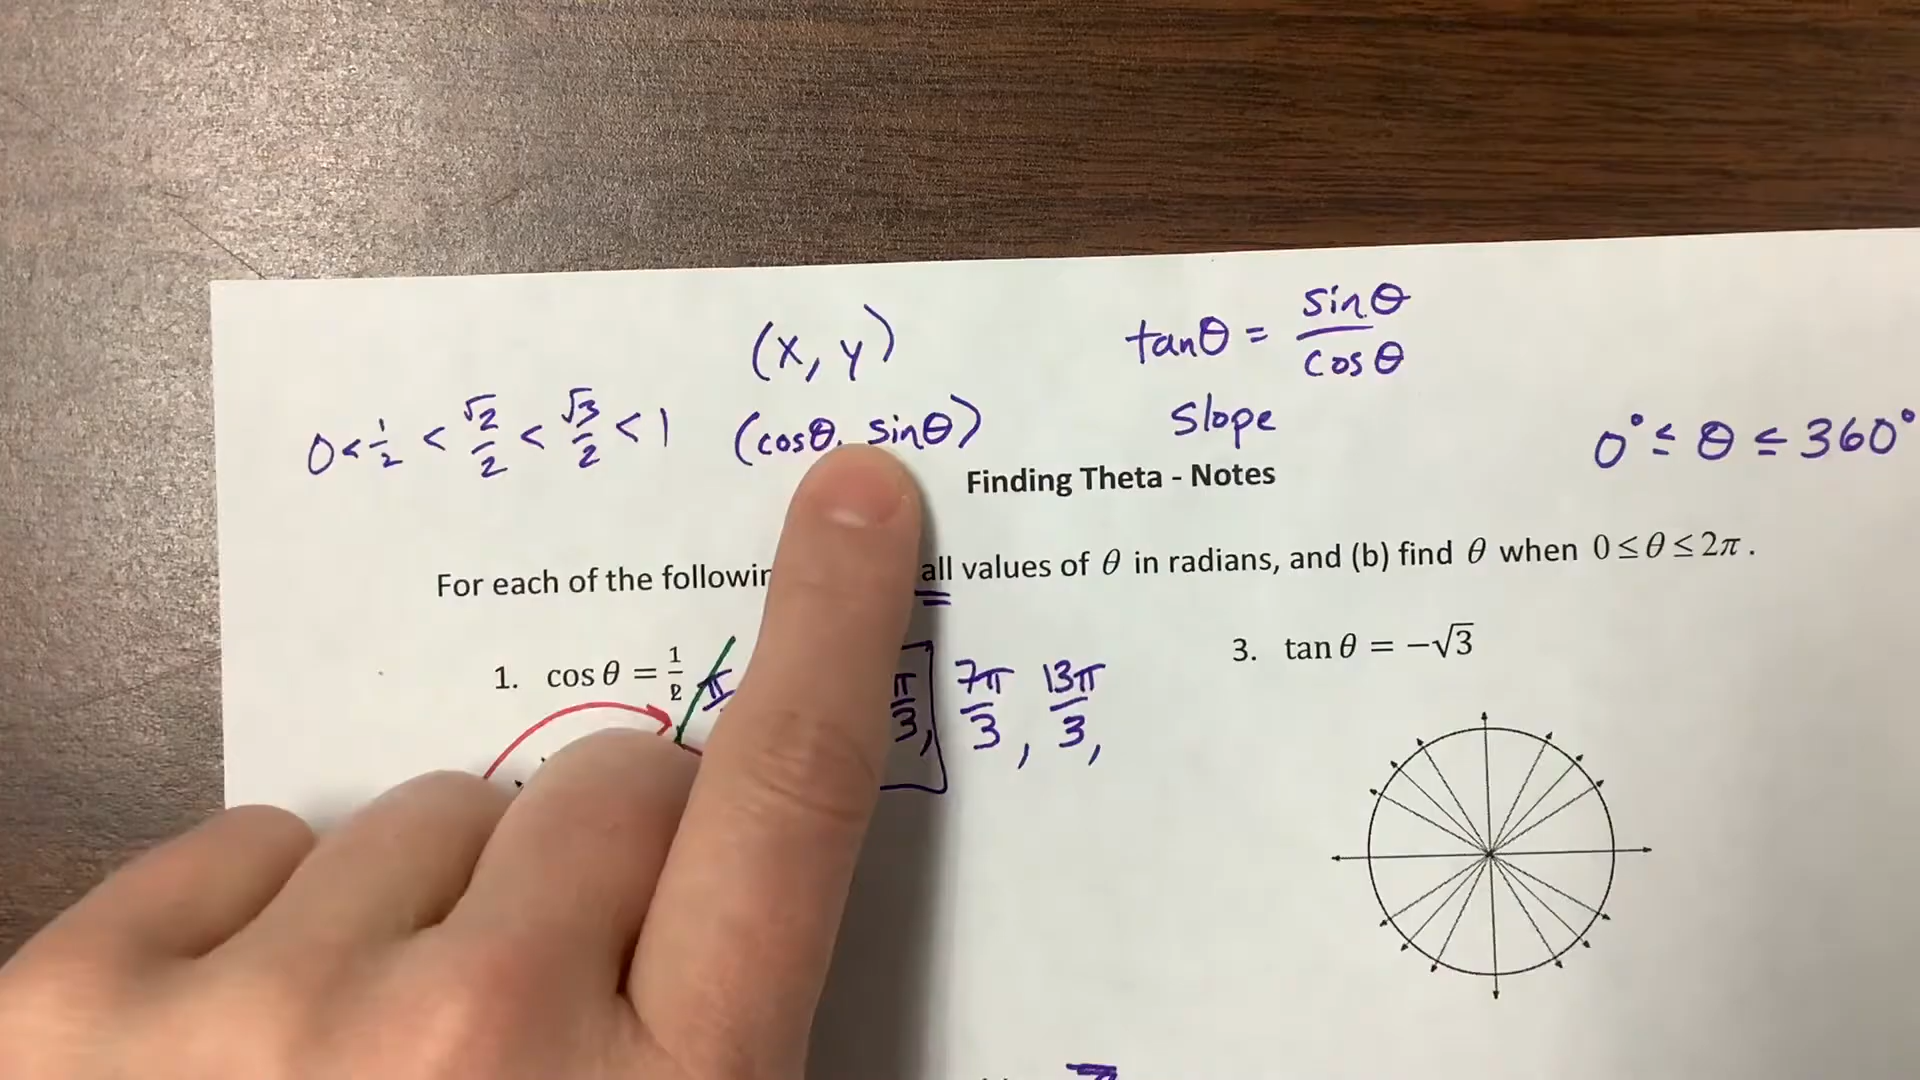 (x, y)
tanθ = sinθ / cosθ
0 < 1/2 < √2/2 < √3/2 < 1
(cosθ, sinθ)
Slope
0° ≤ θ ≤ 360°
Finding Theta - Notes
For each of the all values of θ in radians, and (b) find θ when 0 ≤ θ ≤ 2π.
1. cos θ = 1/2
π/3, 7π/3, 13π/3,
3. tan θ = −√3